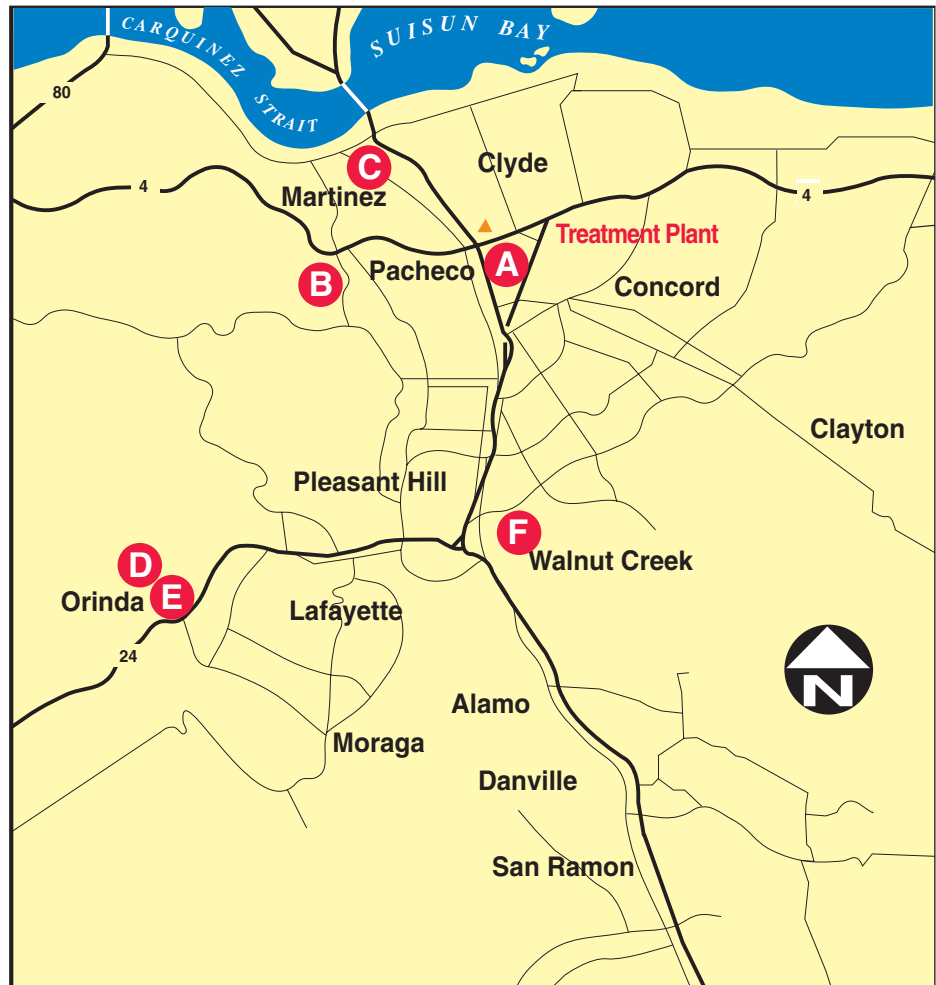 CARQUINEZ
STRAIT
SUISUN BAY
80
C
Clyde
4
Martinez
4
Treatment Plant
Pacheco
A
B
Concord
Clayton
Pleasant Hill
F
Walnut Creek
D
Orinda
E
Lafayette
24
N
Alamo
Moraga
Danville
San Ramon